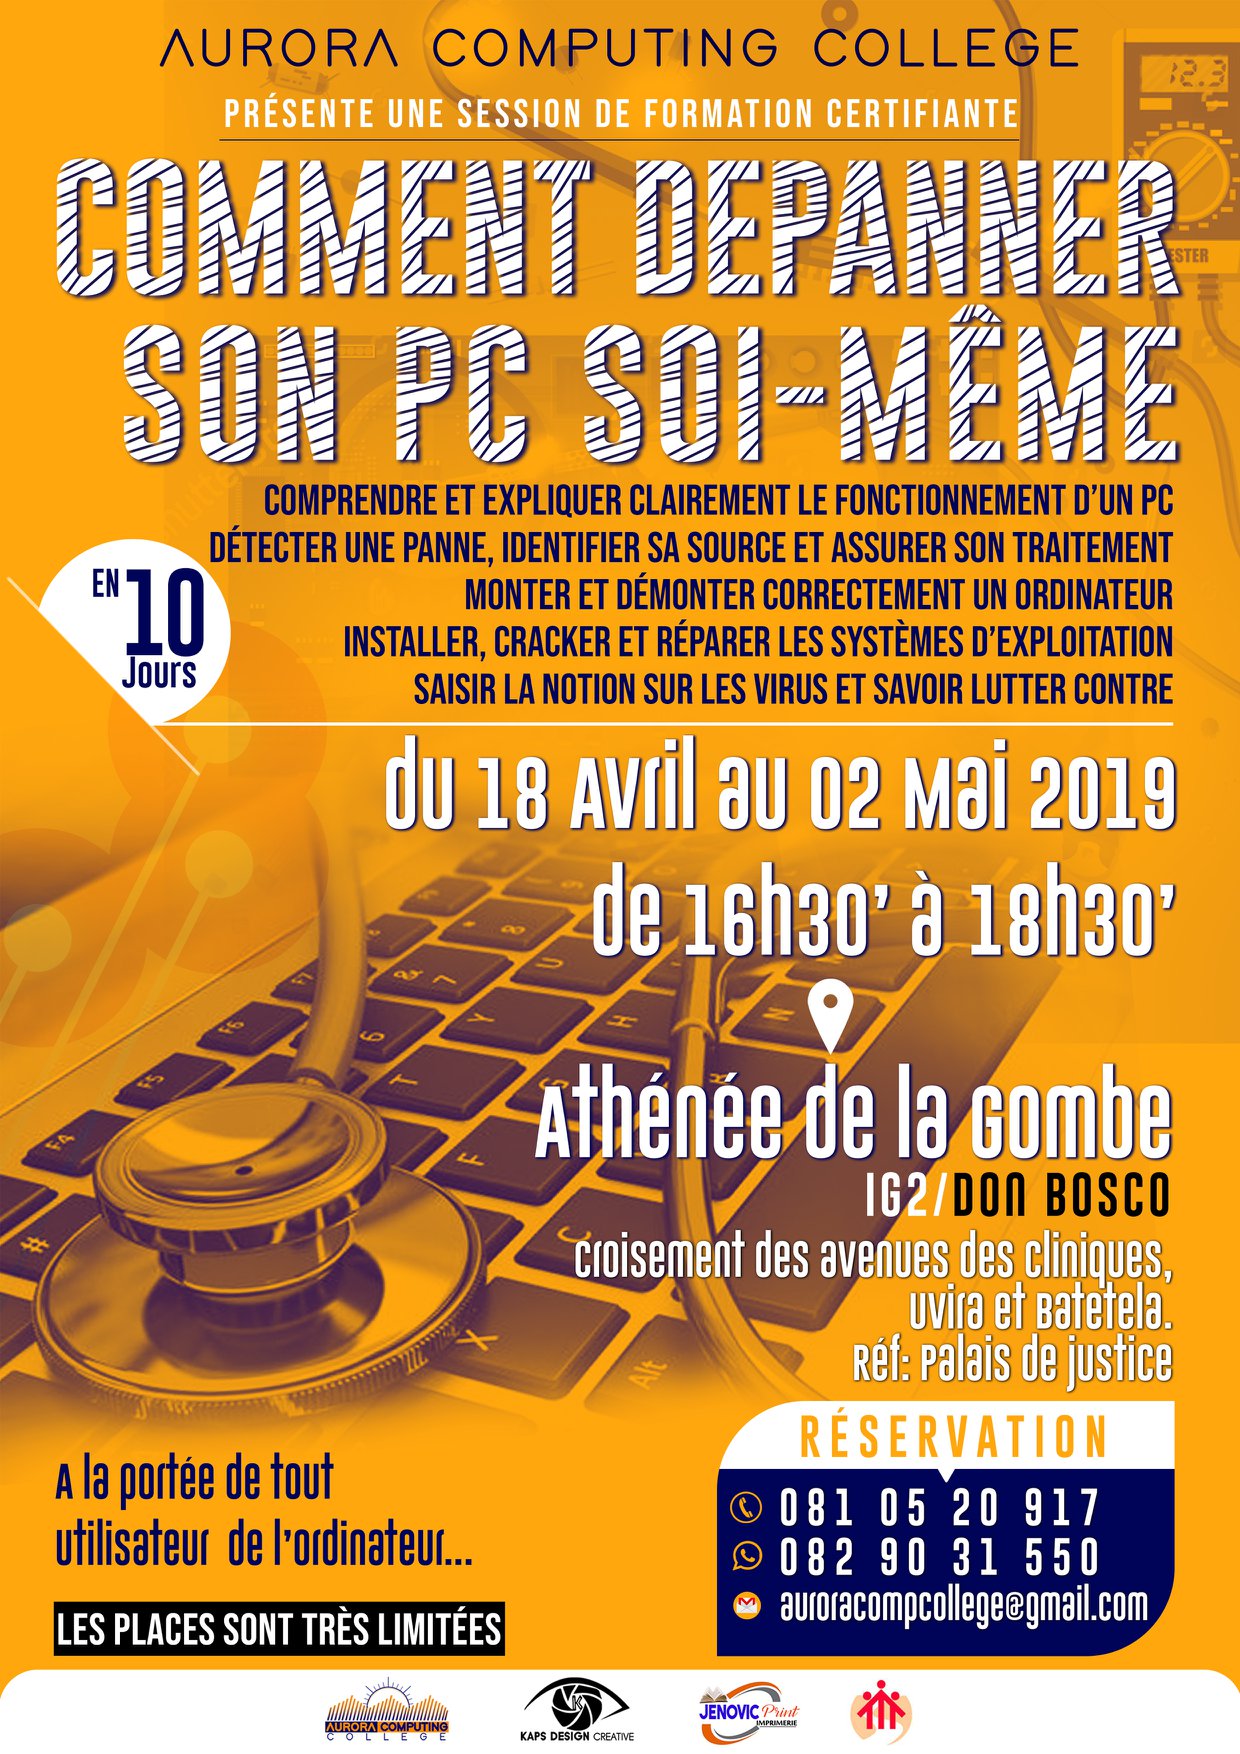 AURORA COMPUTING COLLEGE
PRÉSENTE UNE SESSION DE FORMATION CERTIFIANTE
COMMENT DEPANNER
SON PC SOI-MÊME
COMPRENDRE ET EXPLIQUER CLAIREMENT LE FONCTIONNEMENT D'UN PC
DÉTECTER UNE PANNE, IDENTIFIER SA SOURCE ET ASSURER SON TRAITEMENT
MONTER ET DÉMONTER CORRECTEMENT UN ORDINATEUR
INSTALLER, CRACKER ET RÉPARER LES SYSTÈMES D'EXPLOITATION
SAISIR LA NOTION SUR LES VIRUS ET SAVOIR LUTTER CONTRE
EN 10
Jours
du 18 Avril au 02 Mai 2019
de 16h30' à 18h30'
Athénée de la Gombe
IG2/DON BOSCO
croisement des avenues des cliniques,
uvira et Batetela.
Réf: Palais de justice
RÉSERVATION
081 05 20 917
082 90 31 550
auroracompcollege@gmail.com
A la portée de tout
utilisateur de l'ordinateur...
LES PLACES SONT TRÈS LIMITÉES
AURORA COMPUTING
COLLEGE
KAPS DESIGN CREATIVE
JENOVIC Print
IMPRIMERIE
12.3
ESTER